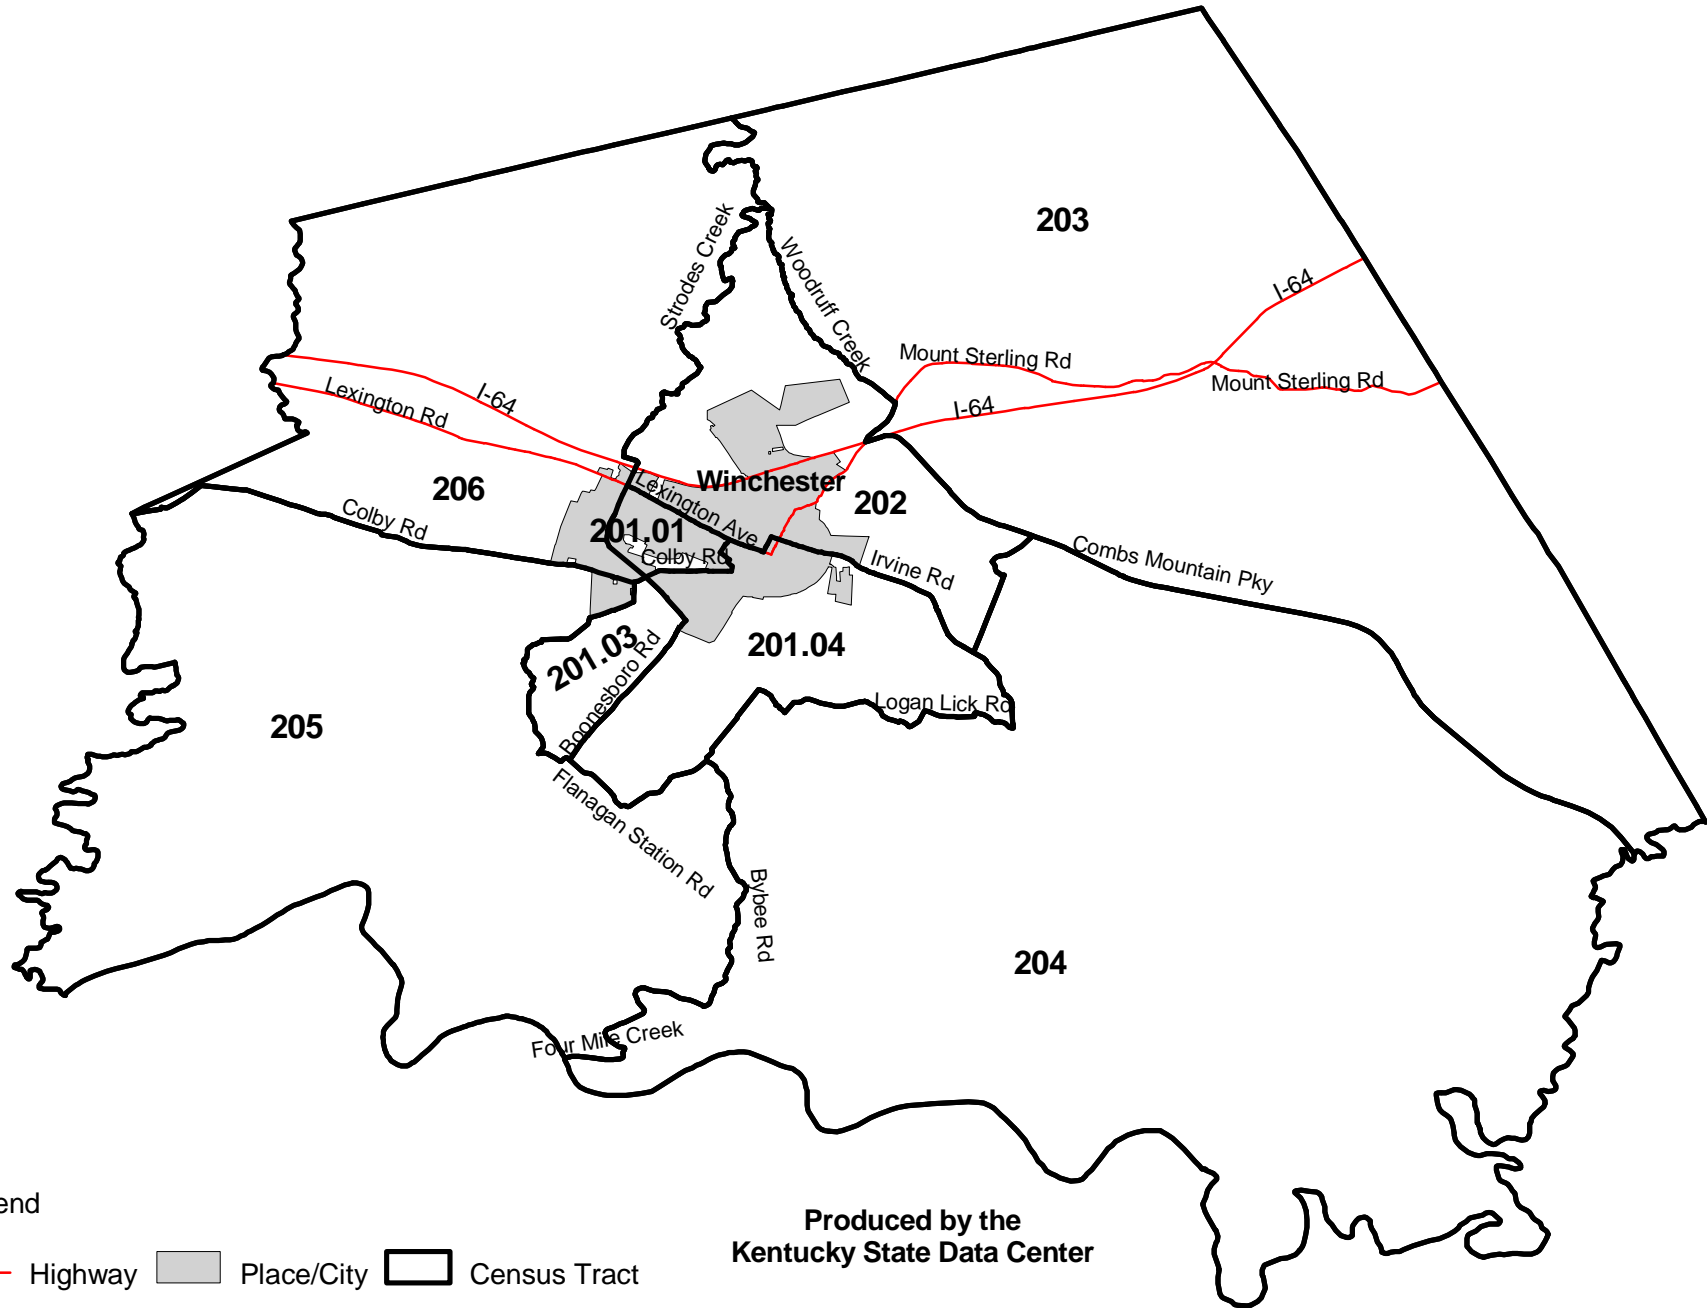 203
Strodes Creek
Woodruff Creek
I-64
Mount Sterling Rd
Mount Sterling Rd
Lexington Rd
I-64
I-64
Winchester
206
Lexington Ave
202
Colby Rd
201.01
Colby Rd
Irvine Rd
Combs Mountain Pky
201.03
Boonesboro Rd
201.04
Logan Lick Rd
205
Flanagan Station Rd
Bybee Rd
204
Four Mile Creek
end
Produced by the
Kentucky State Data Center
Highway Place/City Census Tract